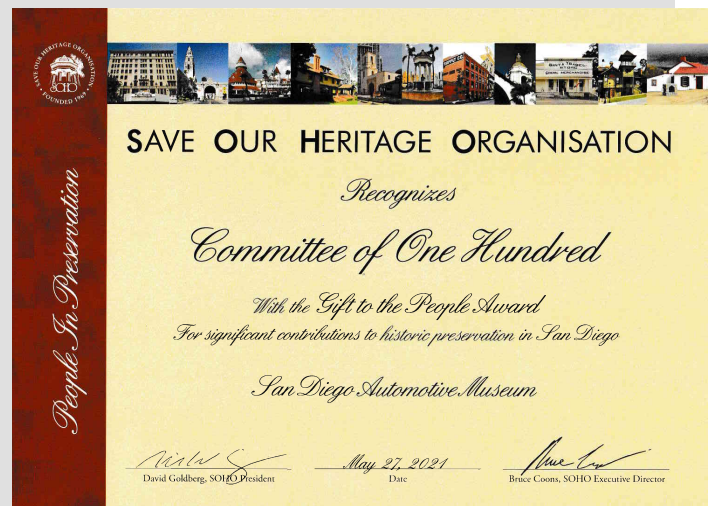 SAVE OUR HERITAGE ORGANISATION
FOUNDED 1969
SOHO
People In Preservation
SAVE OUR HERITAGE ORGANISATION
Recognizes
Committee of One Hundred
With the Gift to the People Award
For significant contributions to historic preservation in San Diego
San Diego Automotive Museum
May 27, 2021
David Goldberg, SOHO President
Date
Bruce Coons, SOHO Executive Director